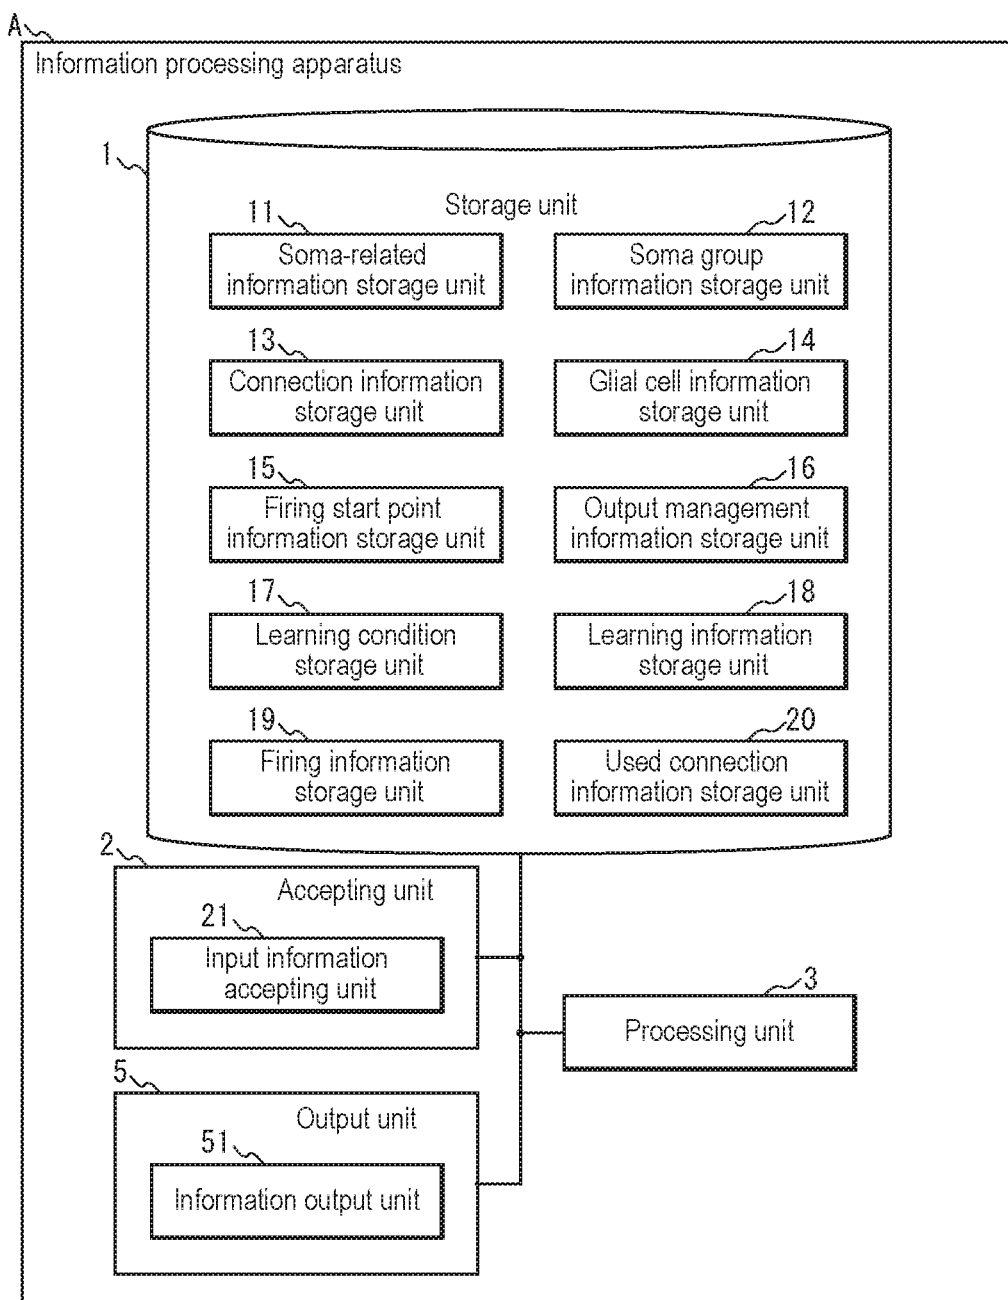 A
Information processing apparatus
1
Storage unit
11
Soma-related
information storage unit
12
Soma group
information storage unit
13
Connection information
storage unit
14
Glial cell information
storage unit
15
Firing start point
information storage unit
16
Output management
information storage unit
17
Learning condition
storage unit
18
Learning information
storage unit
19
Firing information
storage unit
20
Used connection
information storage unit
2
Accepting unit
21
Input information
accepting unit
3
Processing unit
5
Output unit
51
Information output unit